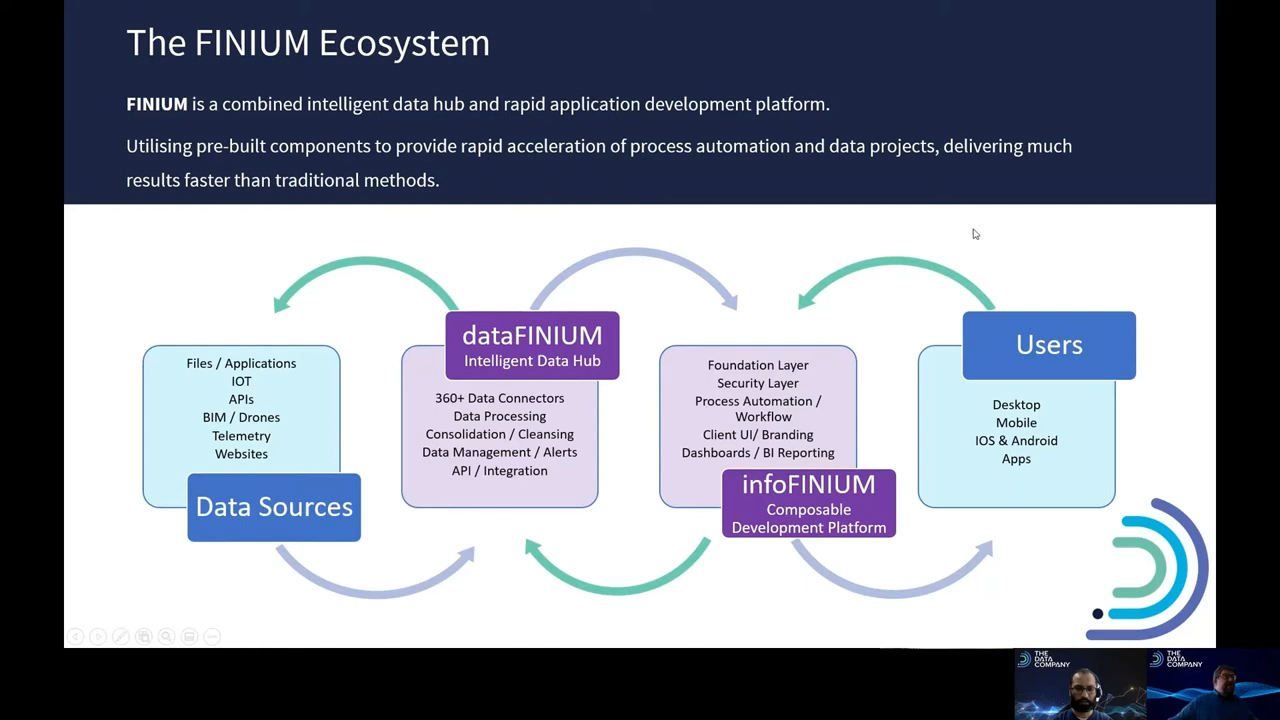 The FINIUM Ecosystem
FINIUM is a combined intelligent data hub and rapid application development platform.
Utilising pre-built components to provide rapid acceleration of process automation and data projects, delivering much
results faster than traditional methods.
Files / Applications
IOT
APIs
BIM / Drones
Telemetry
Websites
Data Sources
dataFINIUM
Intelligent Data Hub
360+ Data Connectors
Data Processing
Consolidation / Cleansing
Data Management / Alerts
API / Integration
Foundation Layer
Security Layer
Process Automation /
Workflow
Client UI/ Branding
Dashboards / BI Reporting
infoFINIUM
Composable
Development Platform
Users
Desktop
Mobile
IOS & Android
Apps
THE
DATA
COMPANY
THE
DATA
COMPANY